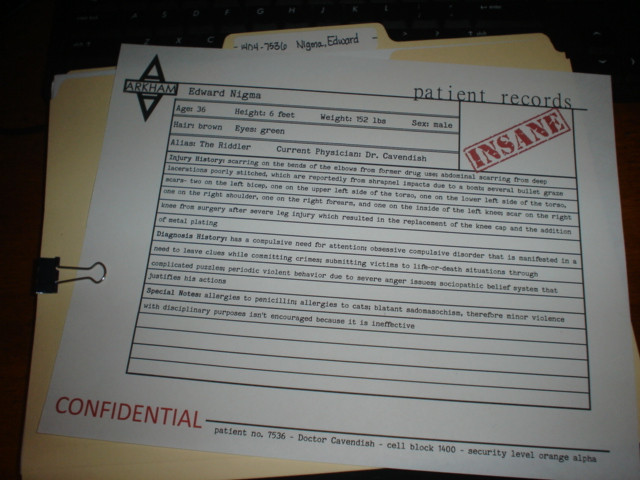 1404-7536 Nigma, Edward
ARKHAM
Edward Nigma
patient records
Age: 36 Height: 6 feet Weight: 152 lbs Sex: male
Hair: brown Eyes: green
Alias: The Riddler Current Physician: Dr. Cavendish
INSANE
Injury History: scarring on the bends of the elbows from former drug use; abdominal scarring from deep
lacerations poorly stitched, which are reportedly from shrapnel impacts due to a bomb; several bullet graze
scars- two on the left bicep, one on the upper left side of the torso, one on the lower left side of the torso,
one on the right shoulder, one on the right forearm, and one on the inside of the left knee; scar on the right
knee from surgery after severe leg injury which resulted in the replacement of the knee cap and the addition
of metal plating
Diagnosis History: has a compulsive need for attention; obsessive compulsive disorder that is manifested in a
need to leave clues while committing crimes; submitting victims to life-or-death situations through
complicated puzzles; periodic violent behavior due to severe anger issues; sociopathic belief system that
justifies his actions
Special Notes: allergies to penicillin; allergies to cats; blatant sadomasochism, therefore minor violence
with disciplinary purposes isn't encouraged because it is ineffective
CONFIDENTIAL
patient no. 7536 - Doctor Cavendish - cell block 1400 - security level orange alpha